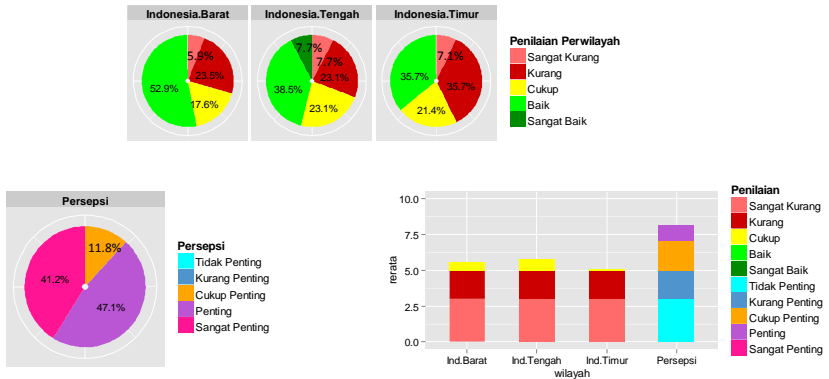 Indonesia.Barat
Indonesia.Tengah
Indonesia.Timur
5.9%
23.5%
17.6%
52.9%
7.7%
7.7%
23.1%
23.1%
38.5%
7.1%
35.7%
21.4%
35.7%
Penilaian Perwilayah
Sangat Kurang
Kurang
Cukup
Baik
Sangat Baik
Persepsi
11.8%
41.2%
47.1%
Persepsi
Tidak Penting
Kurang Penting
Cukup Penting
Penting
Sangat Penting
10.0
7.5
5.0
2.5
0.0
rerata
Ind.Barat
Ind.Tengah
Ind.Timur
Persepsi
wilayah
Penilaian
Sangat Kurang
Kurang
Cukup
Baik
Sangat Baik
Tidak Penting
Kurang Penting
Cukup Penting
Penting
Sangat Penting